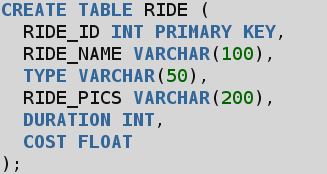 CREATE TABLE RIDE (
  RIDE_ID INT PRIMARY KEY,
  RIDE_NAME VARCHAR(100),
  TYPE VARCHAR(50),
  RIDE_PICS VARCHAR(200),
  DURATION INT,
  COST FLOAT
);